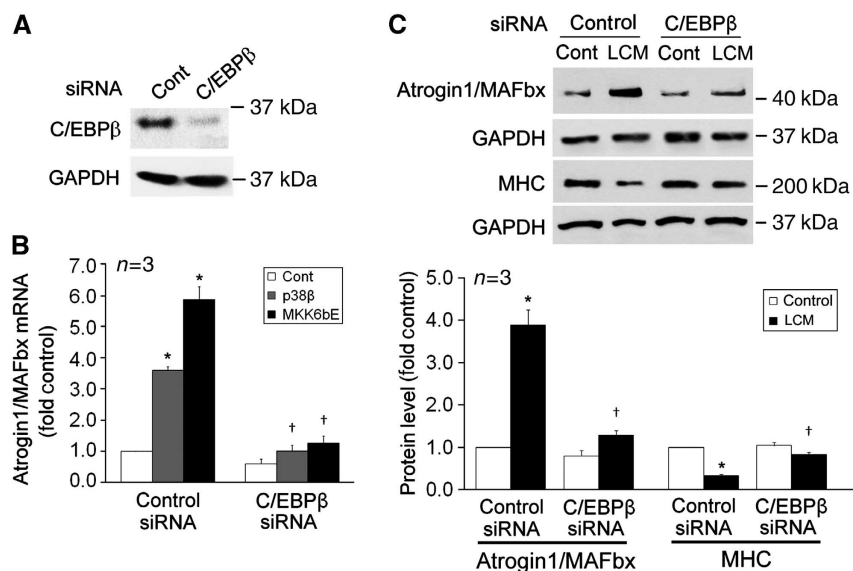 A
siRNA Cont C/EBPβ
37 kDa
C/EBPβ
GAPDH 37 kDa
B
Atrogin1/MAFbx mRNA
(fold control)
7.0
6.0
5.0
4.0
3.0
2.0
1.0
0.0
n=3
Cont
p38β
MKK6bE
*
*
†
†
Control
siRNA
C/EBPβ
siRNA
C
siRNA Control C/EBPβ
Cont LCM Cont LCM
Atrogin1/MAFbx 40 kDa
GAPDH 37 kDa
MHC 200 kDa
GAPDH 37 kDa
Protein level (fold control)
5.0
4.0
3.0
2.0
1.0
0.0
n=3
Control
LCM
*
†
*
†
Control
siRNA
C/EBPβ
siRNA
Control
siRNA
C/EBPβ
siRNA
Atrogin1/MAFbx MHC